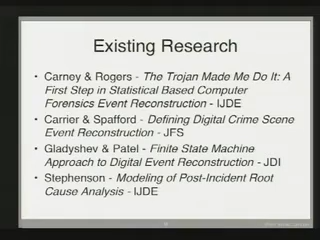 Existing Research
• Carney & Rogers - The Trojan Made Me Do It: A
First Step in Statistical Based Computer
Forensics Event Reconstruction - IJDE
• Carrier & Spafford - Defining Digital Crime Scene
Event Reconstruction - JFS
• Gladyshev & Patel - Finite State Machine
Approach to Digital Event Reconstruction - JDI
• Stephenson - Modeling of Post-Incident Root
Cause Analysis - IJDE